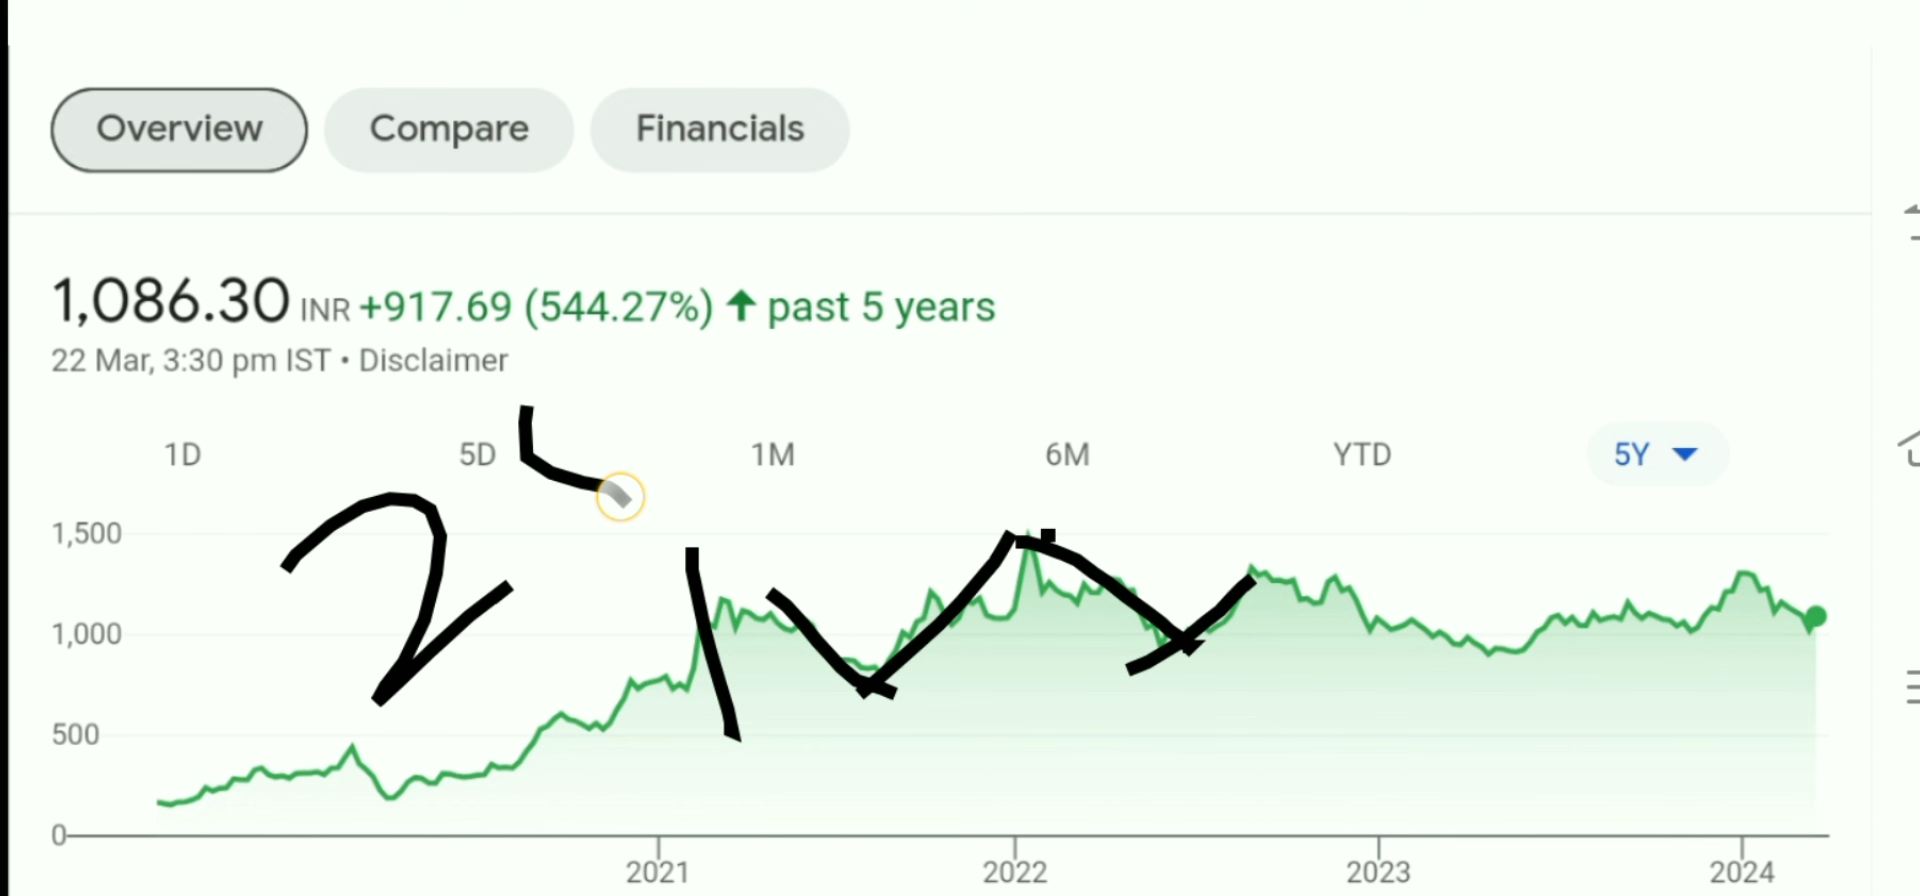 Overview Compare Financials
1,086.30 INR +917.69 (544.27%) ↑ past 5 years
22 Mar, 3:30 pm IST • Disclaimer
1D 5D 1M 6M YTD 5Y
1,500
1,000
500
0
2021 2022 2023 2024